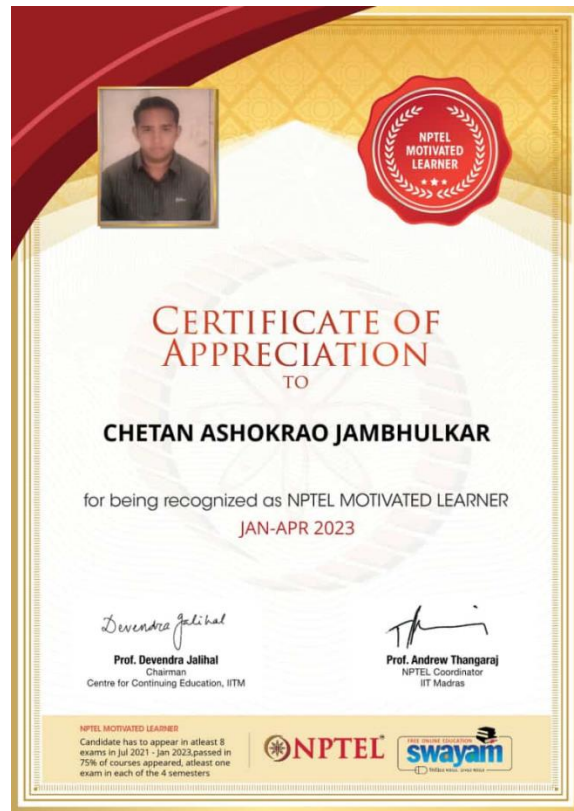 NPTEL
MOTIVATED
LEARNER
CERTIFICATE OF
APPRECIATION
TO
CHETAN ASHOKRAO JAMBHULKAR
for being recognized as NPTEL MOTIVATED LEARNER
JAN-APR 2023
Devendra Jalihal
Prof. Devendra Jalihal
Chairman
Centre for Continuing Education, IITM
Prof. Andrew Thangaraj
NPTEL Coordinator
IIT Madras
NPTEL MOTIVATED LEARNER
Candidate has to appear in atleast 8
exams in Jul 2021 - Jan 2023,passed in
75% of courses appeared, atleast one
exam in each of the 4 semesters
NPTEL
FREE ONLINE EDUCATION
swayam